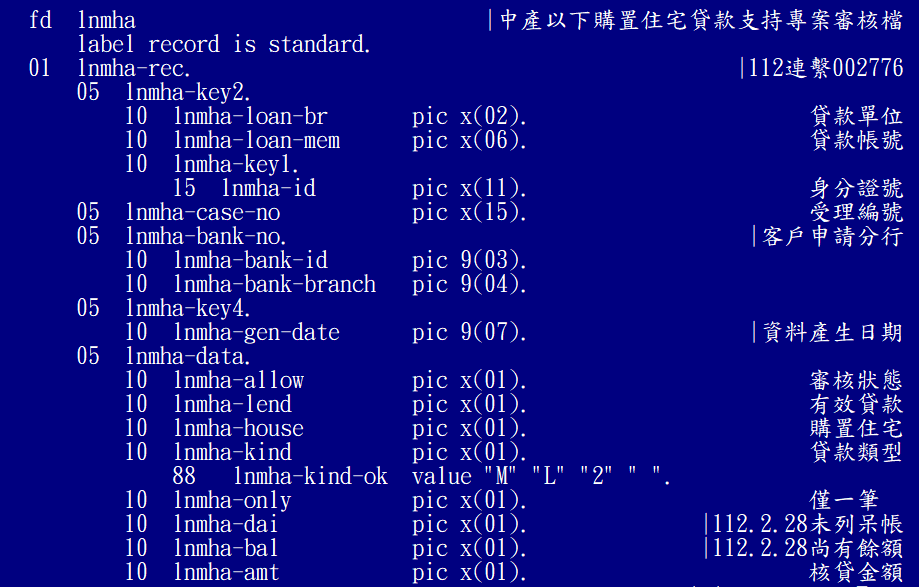 fd  lnmha                              |中產以下購置住宅貸款支持專案審核檔
    label record is standard.
01  lnmha-rec.                         |112連繫002776
    05  lnmha-key2.
        10  lnmha-loan-br       pic x(02).                        貸款單位
        10  lnmha-loan-mem      pic x(06).                        貸款帳號
        10  lnmha-key1.
            15  lnmha-id        pic x(11).                        身分證號
    05  lnmha-case-no           pic x(15).                        受理編號
    05  lnmha-bank-no.                                            |客戶申請分行
        10  lnmha-bank-id       pic 9(03).
        10  lnmha-bank-branch   pic 9(04).
    05  lnmha-key4.
        10  lnmha-gen-date      pic 9(07).                        |資料產生日期
    05  lnmha-data.
        10  lnmha-allow         pic x(01).                        審核狀態
        10  lnmha-lend          pic x(01).                        有效貸款
        10  lnmha-house         pic x(01).                        購置住宅
        10  lnmha-kind          pic x(01).                        貸款類型
            88   lnmha-kind-ok  value "M" "L" "2" " ".
        10  lnmha-only          pic x(01).                        僅一筆
        10  lnmha-dai           pic x(01).                        |112.2.28未列呆帳
        10  lnmha-bal           pic x(01).                        |112.2.28尚有餘額
        10  lnmha-amt           pic x(01).                        核貸金額